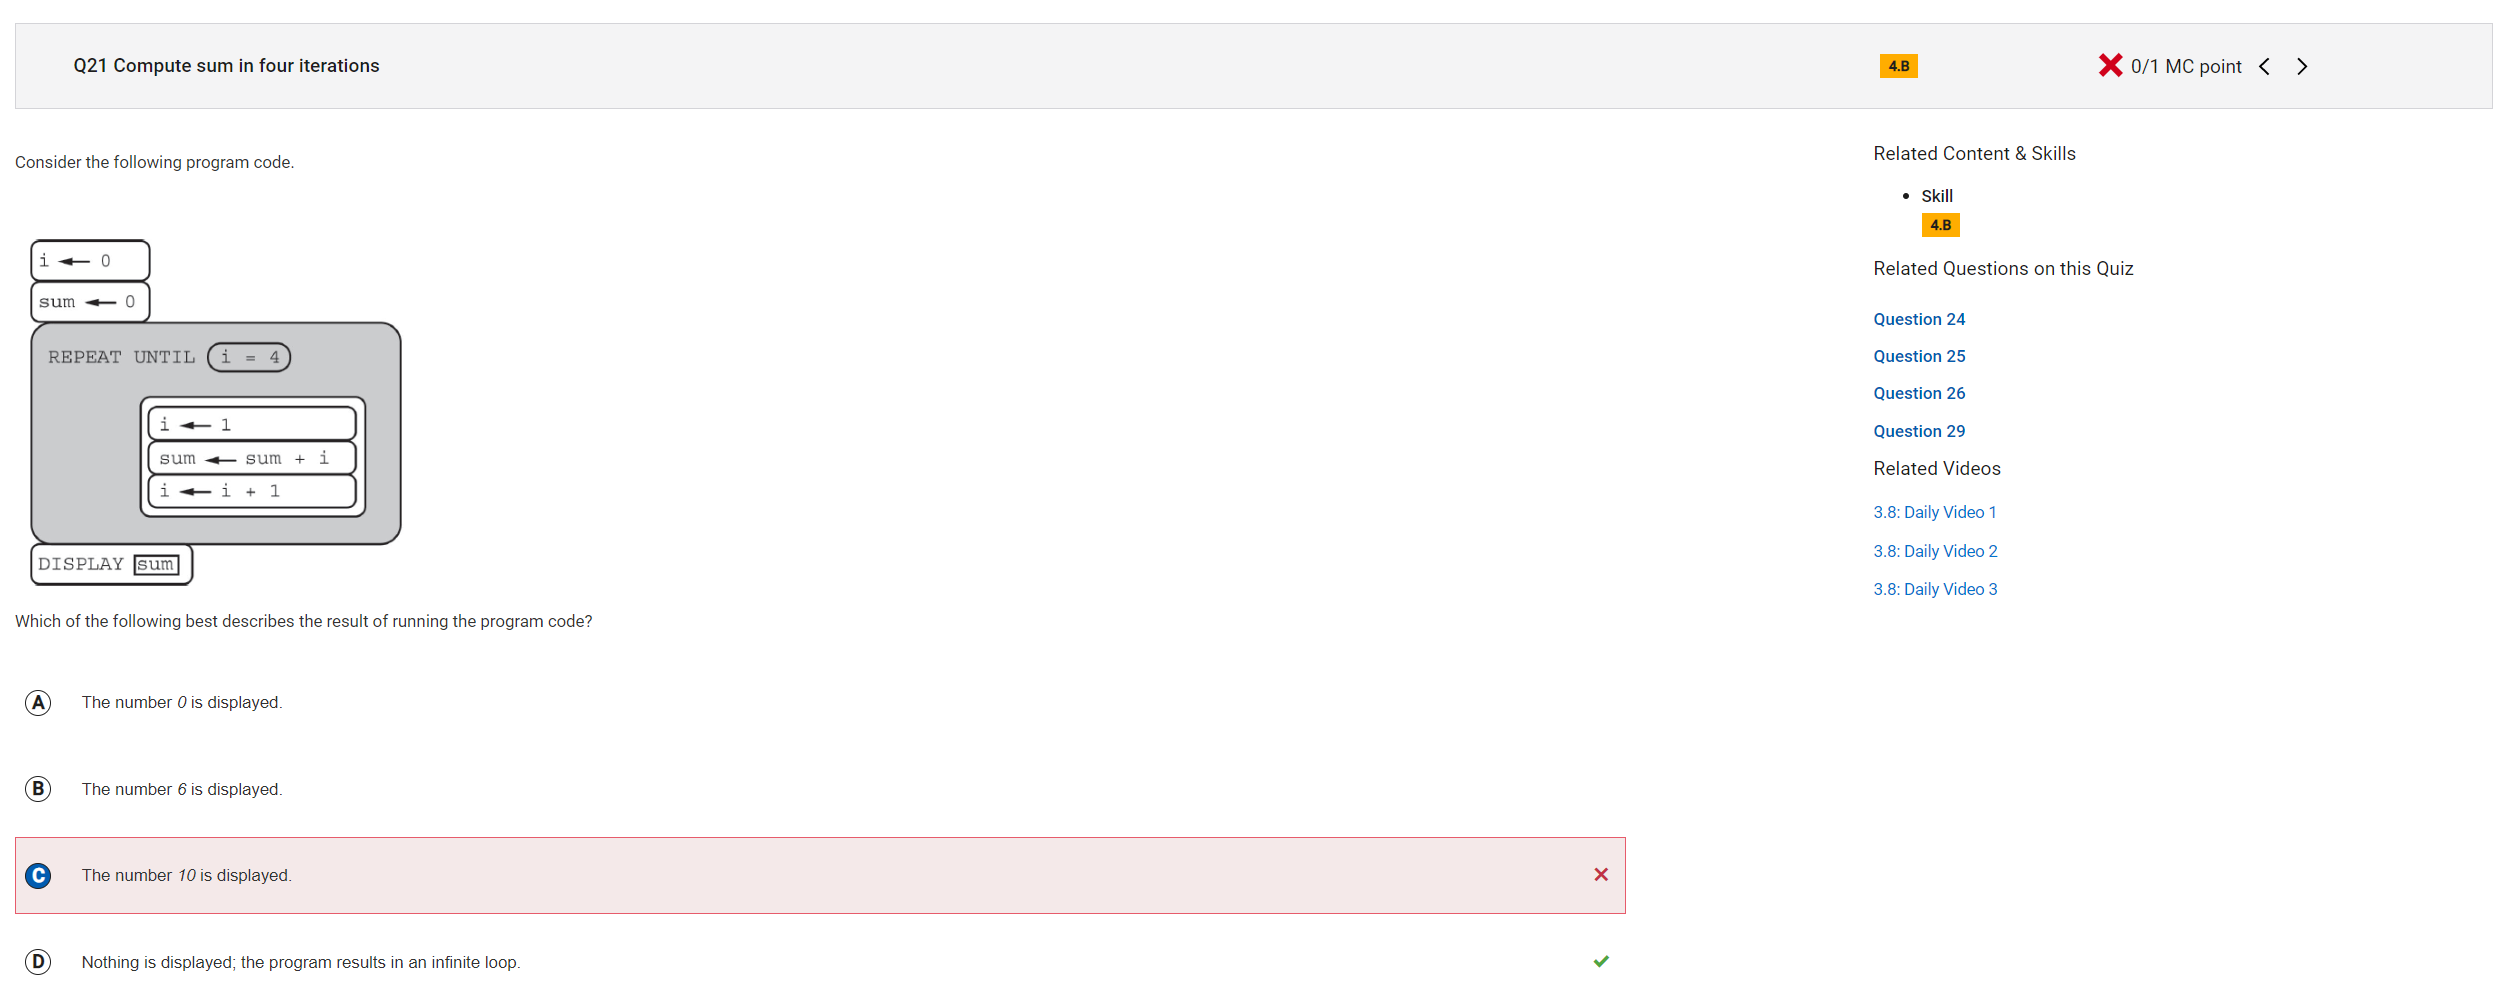 Q21 Compute sum in four iterations
4.B
0/1 MC point
Consider the following program code.
i ← 0
sum ← 0
REPEAT UNTIL i = 4
i ← 1
sum ← sum + i
i ← i + 1
DISPLAY sum
Which of the following best describes the result of running the program code?
A The number 0 is displayed.
B The number 6 is displayed.
C The number 10 is displayed.
D Nothing is displayed; the program results in an infinite loop.
Related Content & Skills
• Skill
4.B
Related Questions on this Quiz
Question 24
Question 25
Question 26
Question 29
Related Videos
3.8: Daily Video 1
3.8: Daily Video 2
3.8: Daily Video 3